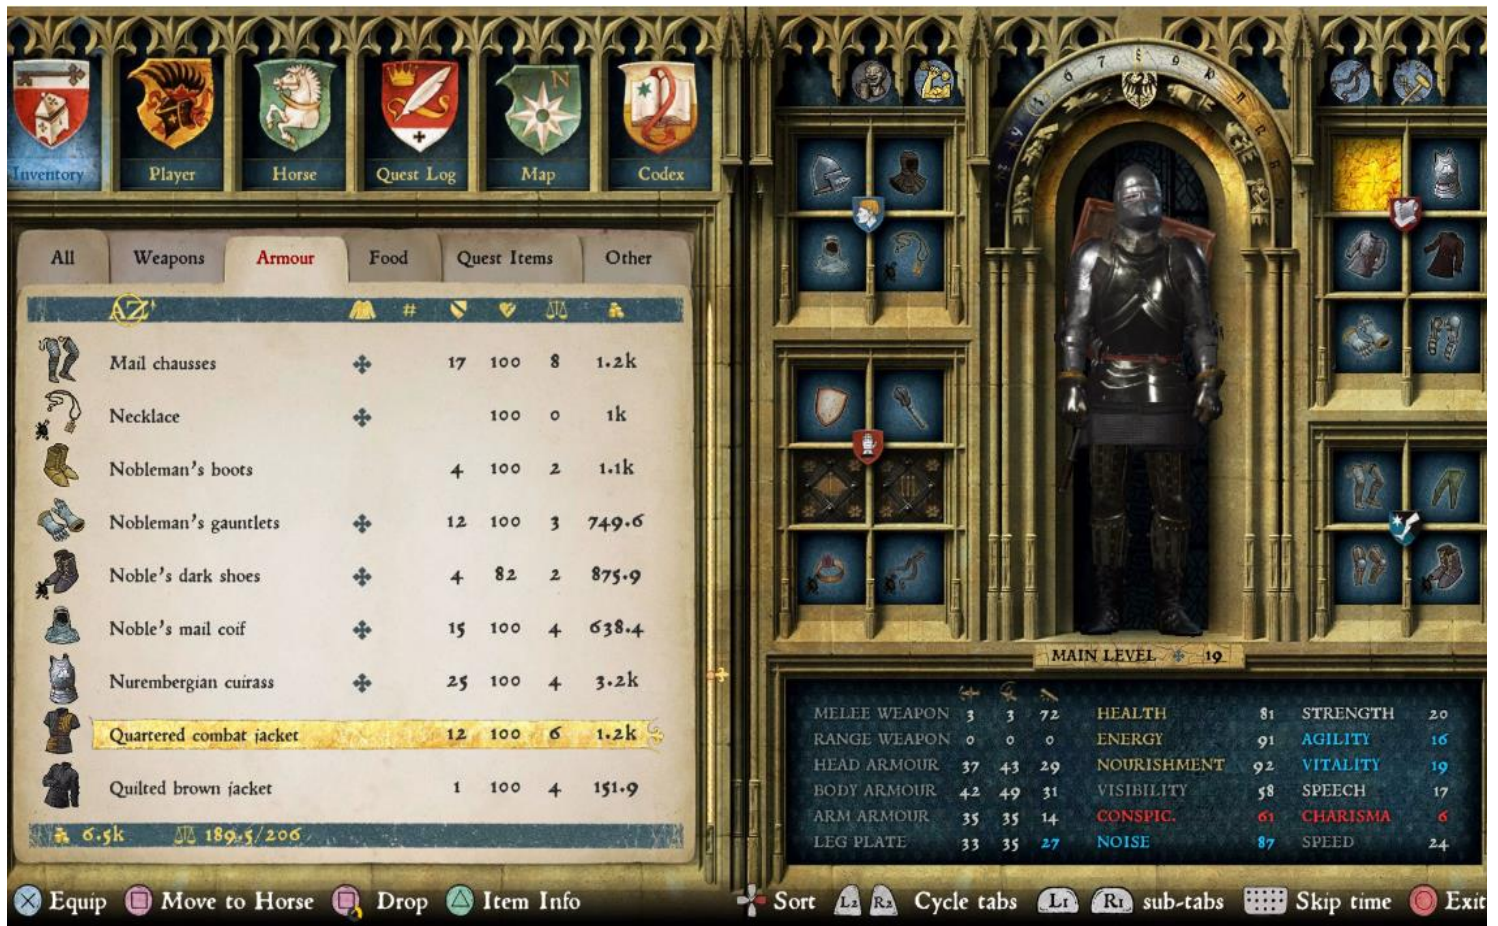 Inventory Player Horse Quest Log Map Codex
All Weapons Armour Food Quest Items Other
AZ #
Mail chausses 17 100 8 1.2k
Necklace 100 0 1k
Nobleman's boots 4 100 2 1.1k
Nobleman's gauntlets 12 100 3 749.6
Noble's dark shoes 4 82 2 875.9
Noble's mail coif 15 100 4 638.4
Nurembergian cuirass 25 100 4 3.2k
Quartered combat jacket 12 100 6 1.2k
Quilted brown jacket 1 100 4 151.9
6.5k 189.5/206
N
6 7 8 9
MAIN LEVEL 19
MELEE WEAPON 3 3 72 HEALTH 81 STRENGTH 20
RANGE WEAPON 0 0 0 ENERGY 91 AGILITY 16
HEAD ARMOUR 37 43 29 NOURISHMENT 92 VITALITY 19
BODY ARMOUR 42 49 31 VISIBILITY 58 SPEECH 17
ARM ARMOUR 35 35 14 CONSPIC. 61 CHARISMA 6
LEG PLATE 33 35 27 NOISE 87 SPEED 24
Equip Move to Horse Drop Item Info Sort L2 R2 Cycle tabs L1 R1 sub-tabs Skip time Exit